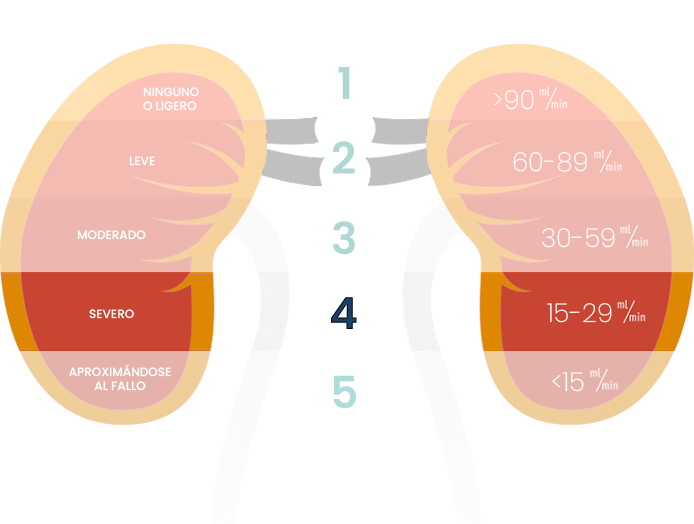 NINGUNO
O LIGERO
1
>90 ml/min
LEVE
2
60-89 ml/min
MODERADO
3
30-59 ml/min
SEVERO
4
15-29 ml/min
APROXIMÁNDOSE
AL FALLO
5
<15 ml/min